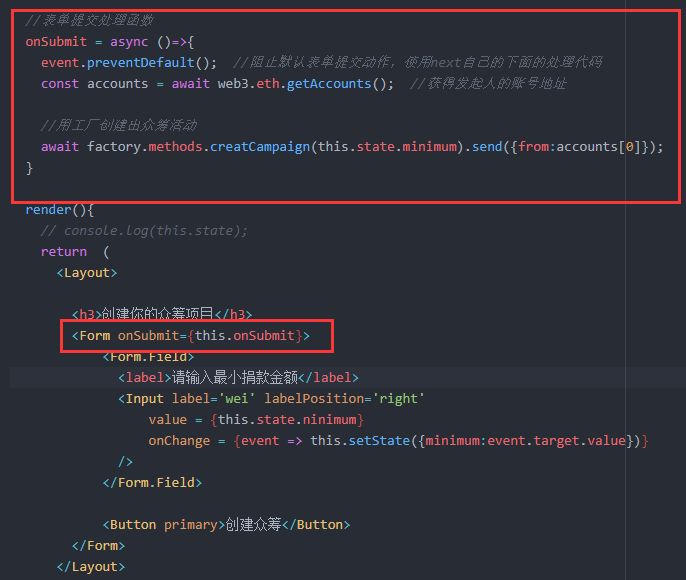 //表单提交处理函数
onSubmit = async ()=>{
event.preventDefault();  //阻止默认表单提交动作，使用next自己的下面的处理代码
const accounts = await web3.eth.getAccounts();  //获得发起人的账号地址
//用工厂创建出众筹活动
await factory.methods.creatCampaign(this.state.minimum).send({from:accounts[0]});
}
render(){
// console.log(this.state);
return  (
<Layout>
<h3>创建你的众筹项目</h3>
<Form onSubmit={this.onSubmit}>
<Form.Field>
<label>请输入最小捐款金额</label>
<Input label='wei' labelPosition='right'
value = {this.state.ninimum}
onChange = {event => this.setState({minimum:event.target.value})}
/>
</Form.Field>
<Button primary>创建众筹</Button>
</Form>
</Layout>